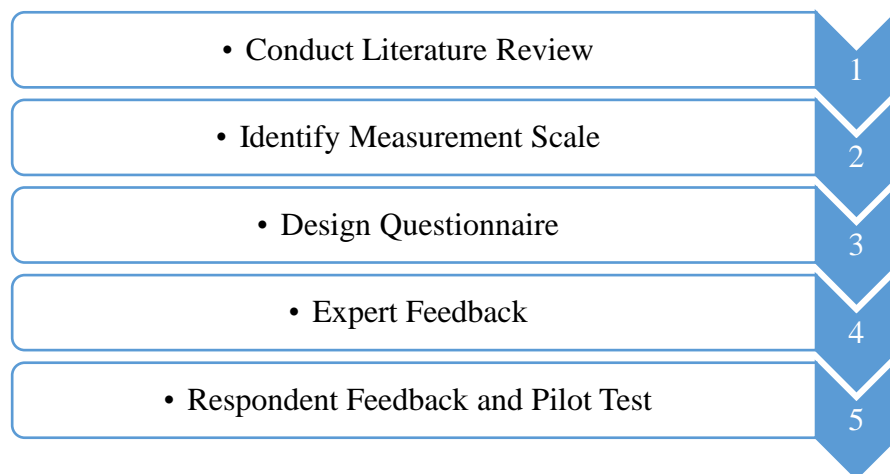 • Conduct Literature Review
1
• Identify Measurement Scale
2
• Design Questionnaire
3
• Expert Feedback
4
• Respondent Feedback and Pilot Test
5